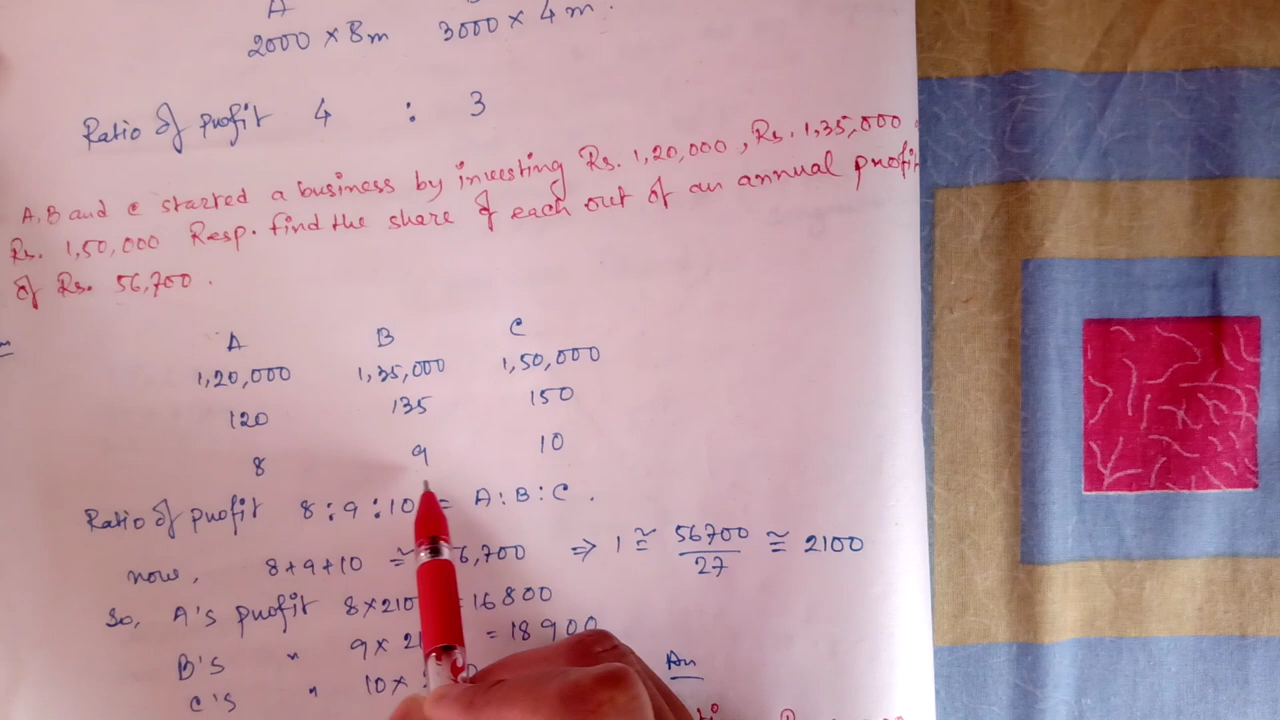 A
2000 × 8m 3000 × 4m.
Ratio of profit 4 : 3
A, B and C started a business by investing Rs. 1,20,000, Rs. 1,35,000
Rs. 1,50,000 Resp. find the share of each out of an annual profit
of Rs. 56,700.
A B C
1,20,000 1,35,000 1,50,000
120 135 150
8 9 10
Ratio of profit 8:9:10 = A:B:C.
now, 8+9+10 ≅ 6,700 ⇒ 1 ≅ 56700/27 ≅ 2100
So, A's profit 8×210 = 16800
B's " 9× 21 = 18900
C's " 10×
An